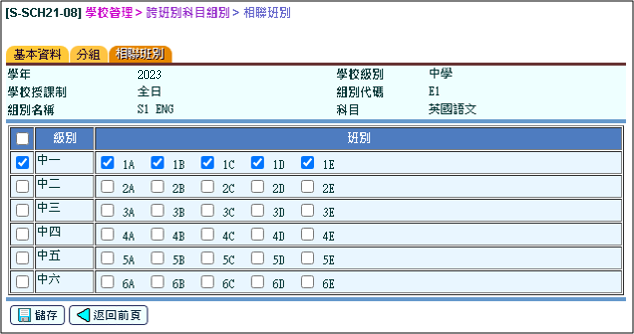 [S-SCH21-08] 學校管理 > 跨班別科目組別 > 相聯班別
基本資料 分組 相聯班別
學年 2023 學校級別 中學
學校授課制 全日 組別代碼 E1
組別名稱 S1 ENG 科目 英國語文
級別 班別
中一 1A 1B 1C 1D 1E
中二 2A 2B 2C 2D 2E
中三 3A 3B 3C 3D 3E
中四 4A 4B 4C 4D 4E
中五 5A 5B 5C 5D 5E
中六 6A 6B 6C 6D 6E
儲存 返回前頁